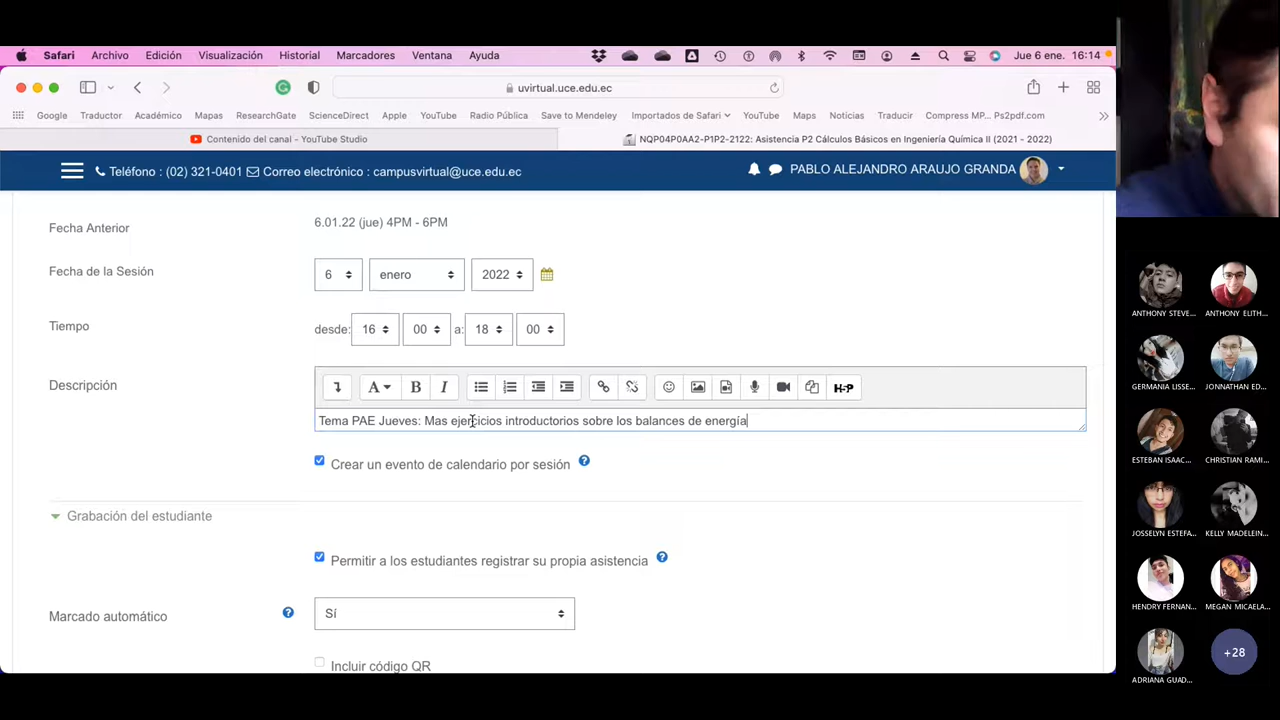 Safari Archivo Edición Visualización Historial Marcadores Ventana Ayuda Jue 6 ene. 16:14
uvirtual.uce.edu.ec
Google Traductor Académico Mapas ResearchGate ScienceDirect Apple YouTube Radio Pública Save to Mendeley Importados de Safari YouTube Maps Noticias Traducir Compress MP... Ps2pdf.com
Contenido del canal - YouTube Studio
NQP04P0AA2-P1P2-2122: Asistencia P2 Cálculos Básicos en Ingeniería Química II (2021 - 2022)
Teléfono : (02) 321-0401 Correo electrónico : campusvirtual@uce.edu.ec PABLO ALEJANDRO ARAUJO GRANDA
Fecha Anterior 6.01.22 (jue) 4PM - 6PM
Fecha de la Sesión 6 enero 2022
Tiempo desde: 16 00 a: 18 00
Descripción
A B I H-P
Tema PAE Jueves: Mas ejercicios introductorios sobre los balances de energía
Crear un evento de calendario por sesión
Grabación del estudiante
Permitir a los estudiantes registrar su propia asistencia
Marcado automático Sí
Incluir código QR
ANTHONY STEVE... ANTHONY ELITH...
GERMANIA LISSE... JONNATHAN ED...
ESTEBAN ISAAC... CHRISTIAN RAMI...
JOSSELYN ESTEFA... KELLY MADELEIN...
HENDRY FERNAN... MEGAN MICAELA...
ADRIANA GUAD... +28